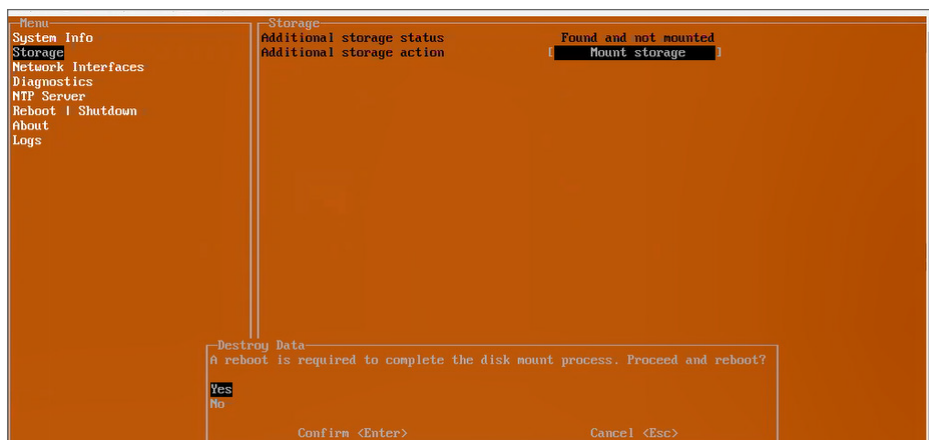 Menu
System Info
Storage
Network Interfaces
Diagnostics
NTP Server
Reboot | Shutdown
About
Logs
Storage
Additional storage status Found and not mounted
Additional storage action [ Mount storage ]
Destroy Data
A reboot is required to complete the disk mount process. Proceed and reboot?
Yes
No
Confirm <Enter> Cancel <Esc>